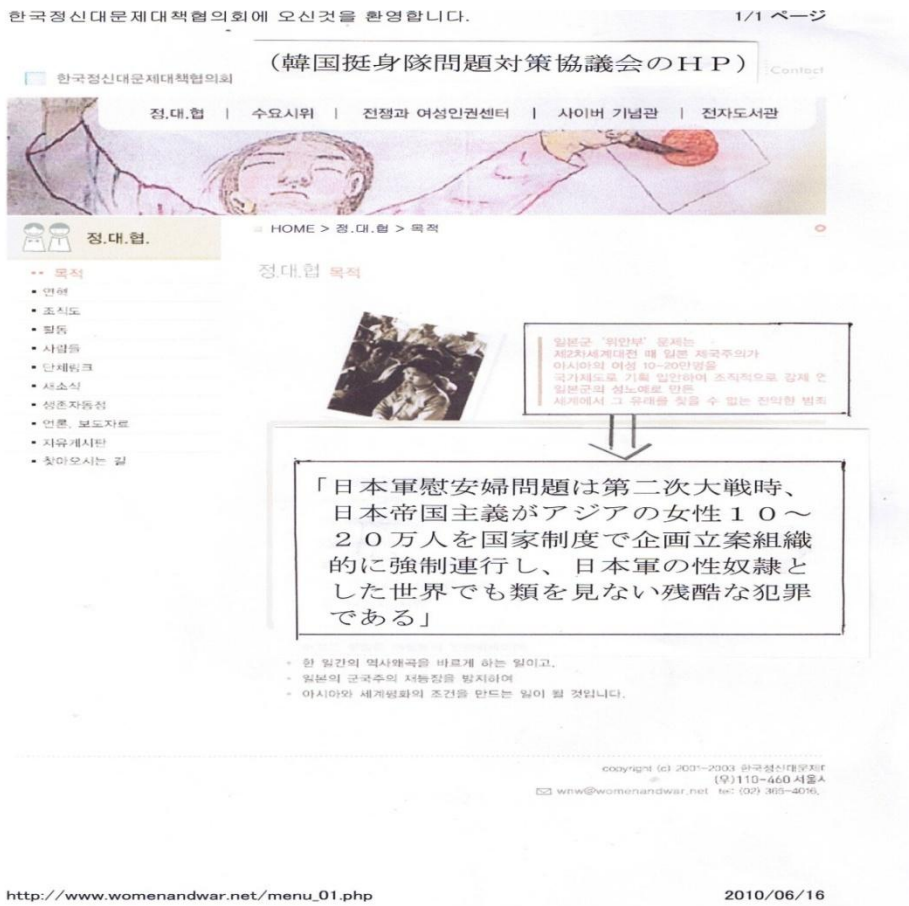 한국정신대문제대책협의회에 오신것을 환영합니다.
1/1 ページ
(韓国挺身隊問題対策協議会のHP)
Contact
한국정신대문제대책협의회
정.대.협 | 수요시위 | 전쟁과 여성인권센터 | 사이버 기념관 | 전자도서관
정.대.협.
HOME > 정.대.협 > 목적
정.대.협 목적
목적
연혁
조직도
활동
사람들
단체링크
새소식
생존자동정
언론, 보도자료
자유게시판
찾아오시는 길
일본군 '위안부' 문제는
제2차세계대전 때 일본 제국주의가
아시아의 여성 10-20만명을
국가제도로 기획 입안하여 조직적으로 강제 연
일본군의 성노예로 만든
세계에서 그 유래를 찾을 수 없는 잔악한 범죄
「日本軍慰安婦問題は第二次大戦時、
日本帝国主義がアジアの女性10～
20万人を国家制度で企画立案組織
的に強制連行し、日本軍の性奴隷と
した世界でも類を見ない残酷な犯罪
である」
한 일간의 역사왜곡을 바르게 하는 일이고,
일본의 군국주의 재등장을 방지하여
아시아와 세계평화의 조건을 만드는 일이 될 것입니다.
copyright (c) 2001-2003 한국정신대문제대
(우)110-460 서울시
wnw@womenandwar.net tel: (02) 365-4016,
http://www.womenandwar.net/menu_01.php
2010/06/16